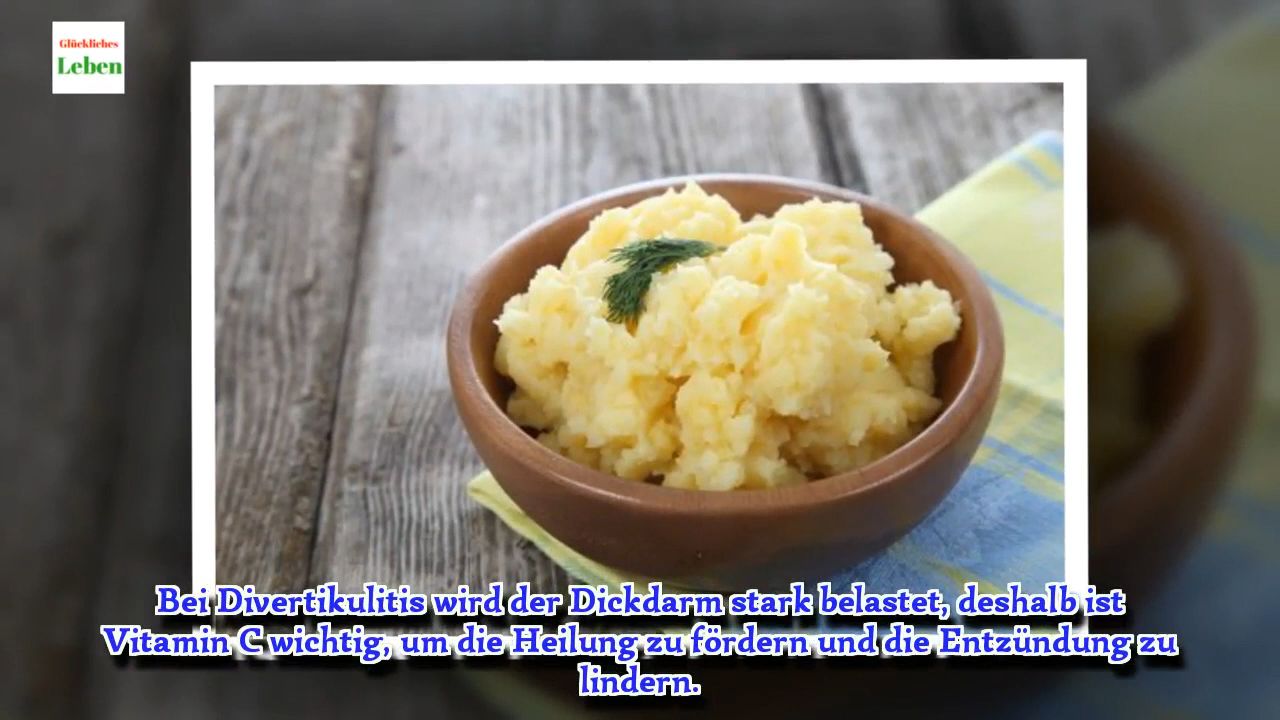 Glückliches
Leben
Bei Divertikulitis wird der Dickdarm stark belastet, deshalb ist
Vitamin C wichtig, um die Heilung zu fördern und die Entzündung zu
lindern.